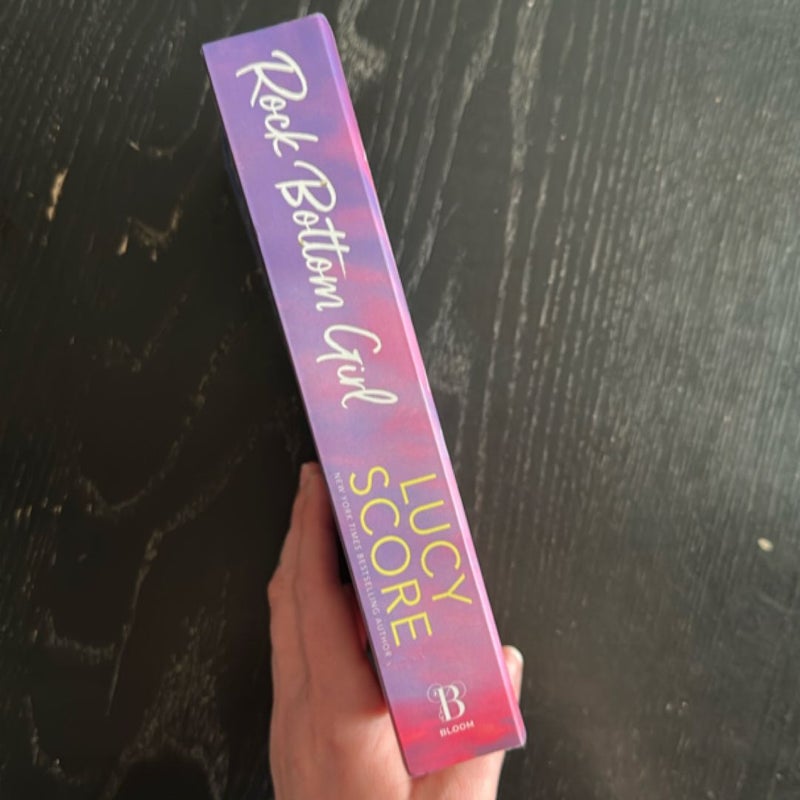 Rock Bottom Girl
LUCY
SCORE
NEW YORK TIMES BESTSELLING AUTHOR
B
BLOOM